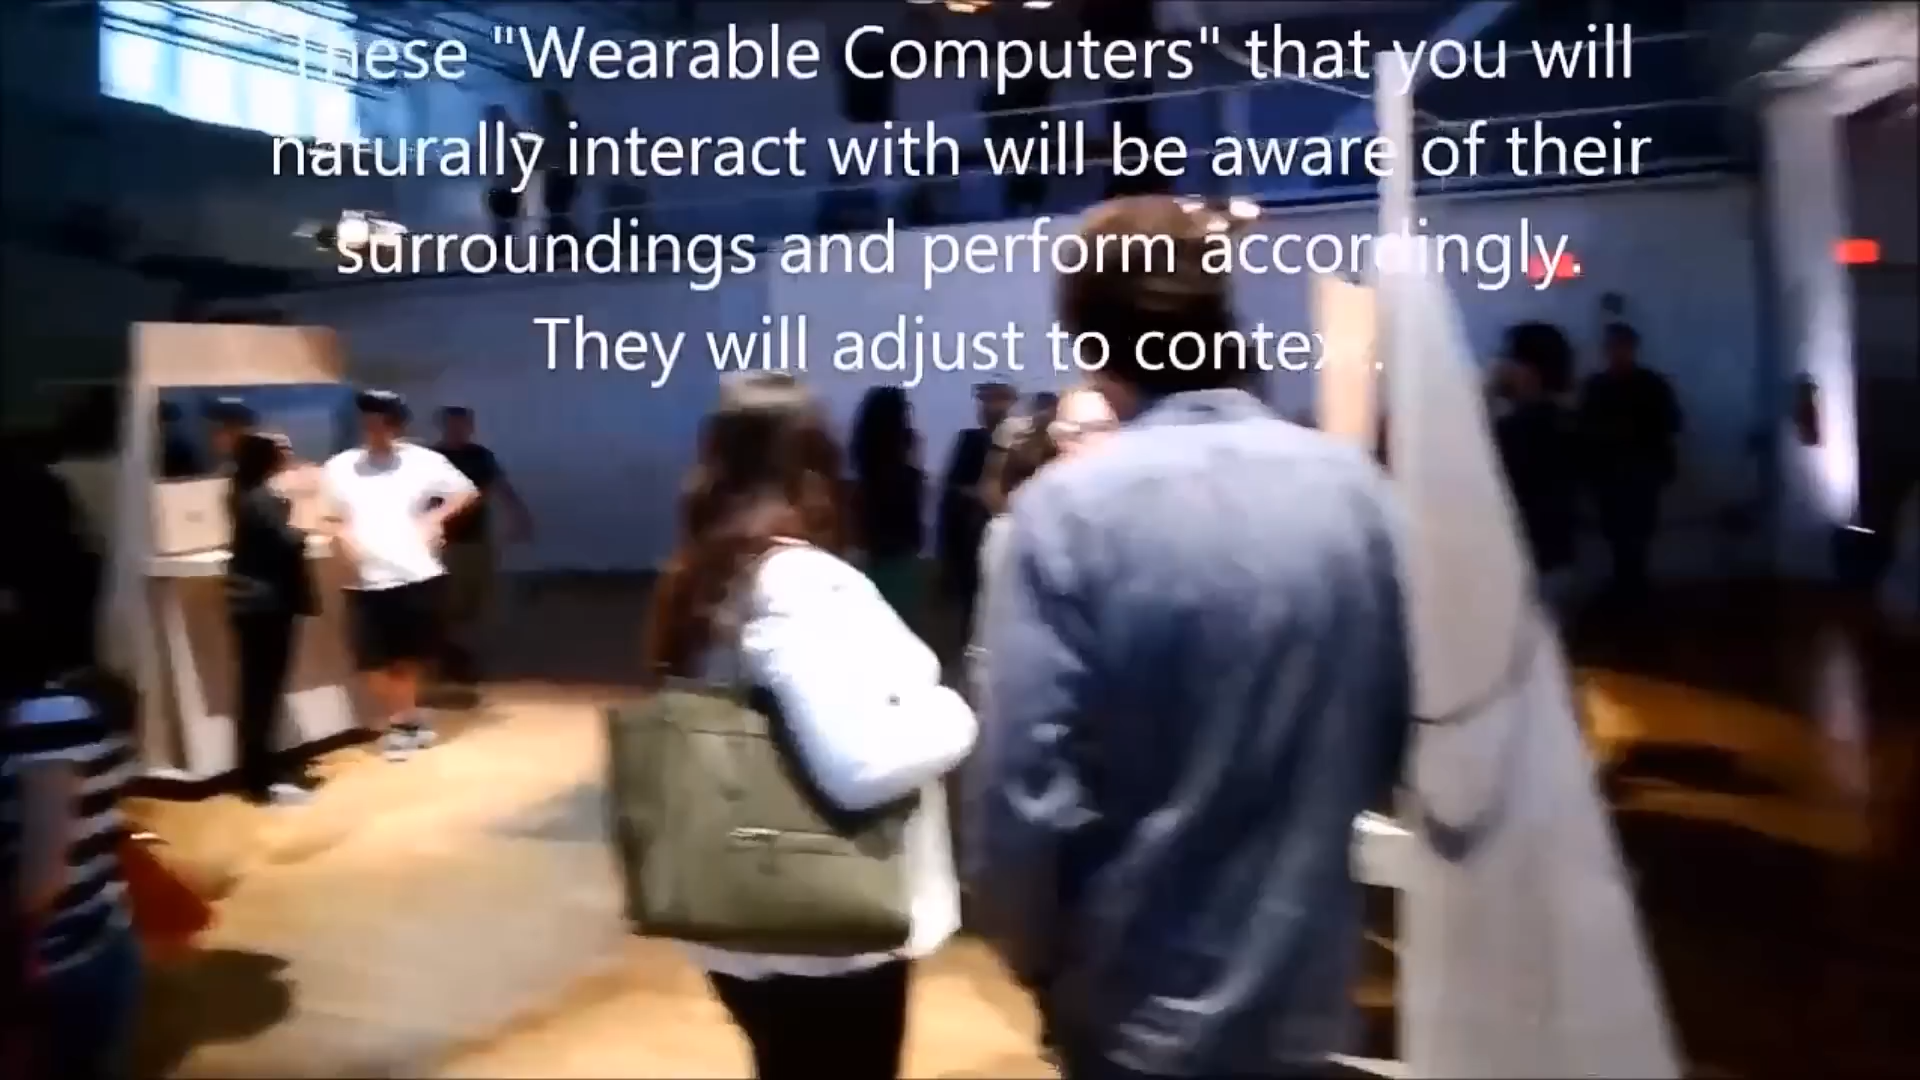 These "Wearable Computers" that you will
naturally interact with will be aware of their
surroundings and perform accordingly.
They will adjust to context.